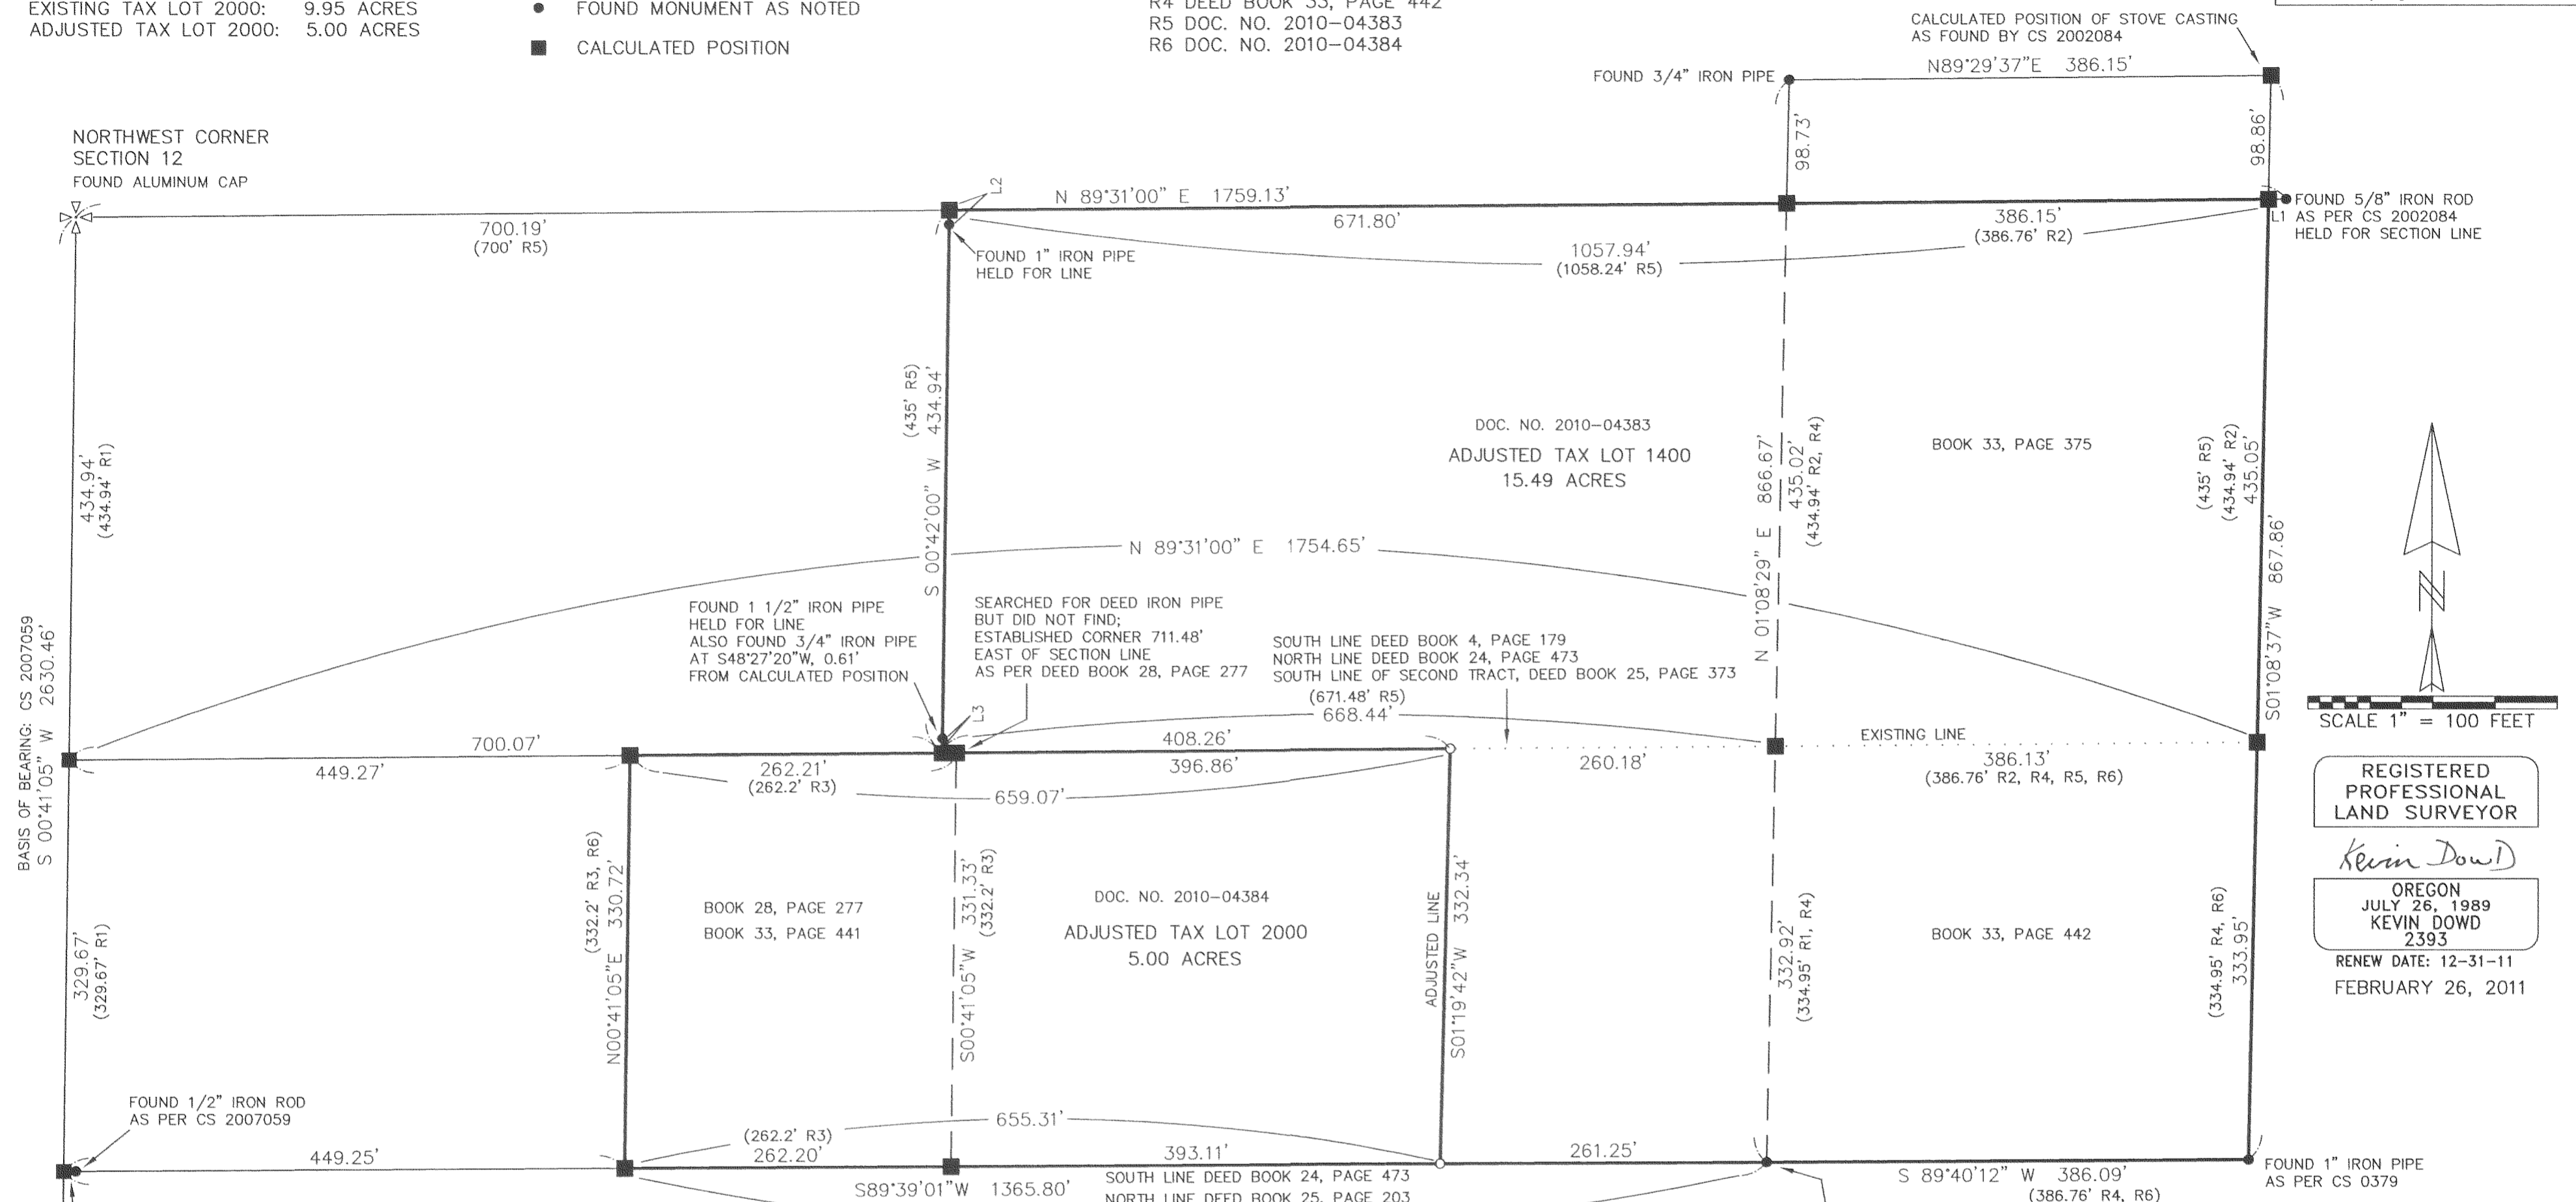 EXISTING TAX LOT 2000: 9.95 ACRES
ADJUSTED TAX LOT 2000: 5.00 ACRES
FOUND MONUMENT AS NOTED
CALCULATED POSITION
R4 DEED BOOK 33, PAGE 442
R5 DOC. NO. 2010-04383
R6 DOC. NO. 2010-04384
CALCULATED POSITION OF STOVE CASTING
AS FOUND BY CS 2002084
FOUND 3/4" IRON PIPE
N89°29'37"E 386.15'
98.73'
98.86'
NORTHWEST CORNER
SECTION 12
FOUND ALUMINUM CAP
700.19'
(700' R5)
L2
N 89°31'00" E 1759.13'
671.80'
386.15'
(386.76' R2)
1057.94'
(1058.24' R5)
FOUND 1" IRON PIPE
HELD FOR LINE
L1
FOUND 5/8" IRON ROD
AS PER CS 2002084
HELD FOR SECTION LINE
434.94'
(434.94' R1)
(435' R5)
S 00°42'00" W 434.94'
DOC. NO. 2010-04383
ADJUSTED TAX LOT 1400
15.49 ACRES
N 01°08'29" E 866.67'
435.02'
(434.94' R2, R4)
BOOK 33, PAGE 375
(435' R5)
(434.94' R2)
435.05'
S01°08'37"W 867.86'
N 89°31'00" E 1754.65'
BASIS OF BEARING: CS 2007059
S 00°41'05" W 2630.46'
FOUND 1 1/2" IRON PIPE
HELD FOR LINE
ALSO FOUND 3/4" IRON PIPE
AT S48°27'20"W, 0.61'
FROM CALCULATED POSITION
SEARCHED FOR DEED IRON PIPE
BUT DID NOT FIND;
ESTABLISHED CORNER 711.48'
EAST OF SECTION LINE
AS PER DEED BOOK 28, PAGE 277
SOUTH LINE DEED BOOK 4, PAGE 179
NORTH LINE DEED BOOK 24, PAGE 473
SOUTH LINE OF SECOND TRACT, DEED BOOK 25, PAGE 373
(671.48' R5)
668.44'
L3
N
SCALE 1" = 100 FEET
700.07'
449.27'
262.21'
(262.2' R3)
408.26'
396.86'
659.07'
260.18'
EXISTING LINE
386.13'
(386.76' R2, R4, R5, R6)
REGISTERED
PROFESSIONAL
LAND SURVEYOR
Kevin Dowd
OREGON
JULY 26, 1989
KEVIN DOWD
2393
RENEW DATE: 12-31-11
FEBRUARY 26, 2011
329.67'
(329.67' R1)
(332.2' R3, R6)
N00°41'05"E 330.72'
BOOK 28, PAGE 277
BOOK 33, PAGE 441
S00°41'05"W 331.33'
(332.2' R3)
DOC. NO. 2010-04384
ADJUSTED TAX LOT 2000
5.00 ACRES
ADJUSTED LINE
S01°19'42"W 332.34'
332.92'
(334.95' R1, R4)
BOOK 33, PAGE 442
(334.95' R4, R6)
333.95'
FOUND 1/2" IRON ROD
AS PER CS 2007059
449.25'
(262.2' R3)
262.20'
655.31'
393.11'
261.25'
S89°39'01"W 1365.80'
SOUTH LINE DEED BOOK 24, PAGE 473
NORTH LINE DEED BOOK 25, PAGE 203
S 89°40'12" W 386.09'
(386.76' R4, R6)
FOUND 1" IRON PIPE
AS PER CS 0379